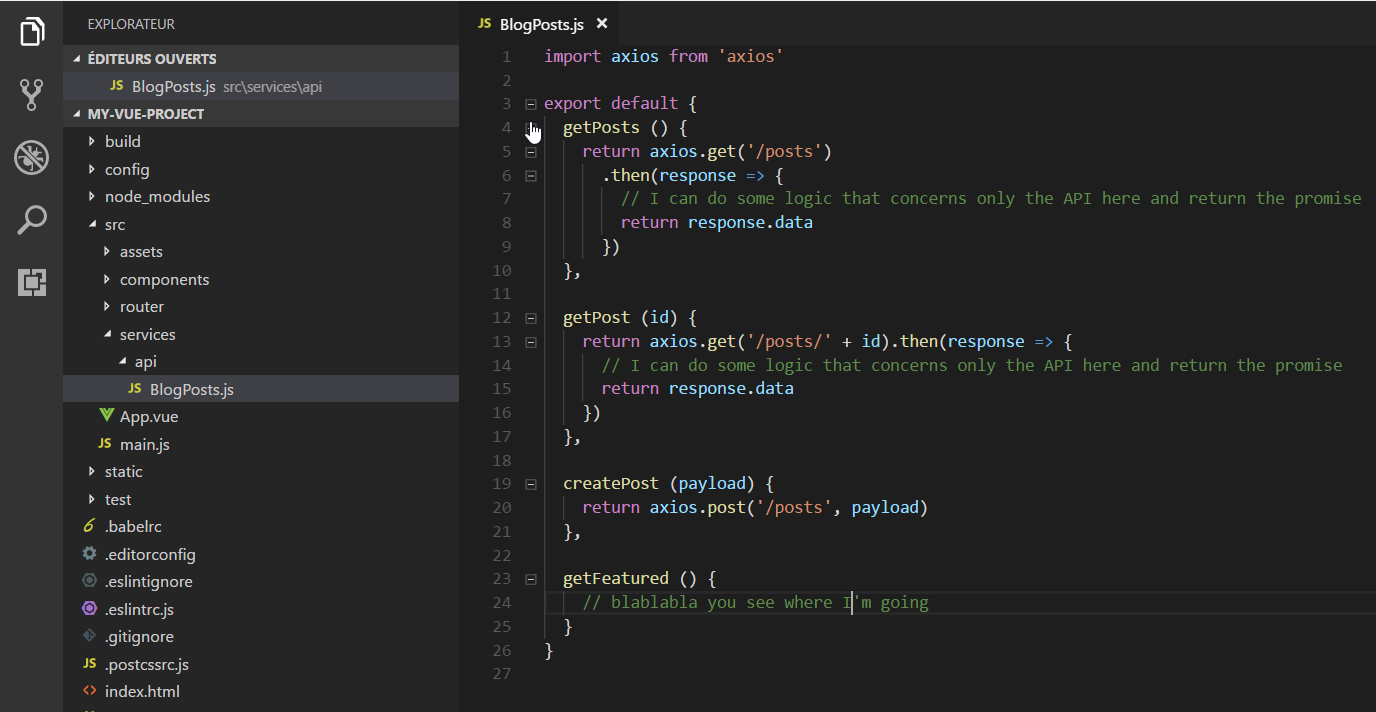 EXPLORATEUR
ÉDITEURS OUVERTS
JS BlogPosts.js src\services\api
MY-VUE-PROJECT
build
config
node_modules
src
assets
components
router
services
api
JS BlogPosts.js
App.vue
JS main.js
static
test
.babelrc
.editorconfig
.eslintignore
.eslintrc.js
.gitignore
JS .postcssrc.js
<> index.html
JS BlogPosts.js ×
1 import axios from 'axios'
2
3 export default {
4 getPosts () {
5 return axios.get('/posts')
6 .then(response => {
7 // I can do some logic that concerns only the API here and return the promise
8 return response.data
9 })
10 },
11
12 getPost (id) {
13 return axios.get('/posts/' + id).then(response => {
14 // I can do some logic that concerns only the API here and return the promise
15 return response.data
16 })
17 },
18
19 createPost (payload) {
20 return axios.post('/posts', payload)
21 },
22
23 getFeatured () {
24 // blablabla you see where I'm going
25 }
26 }
27